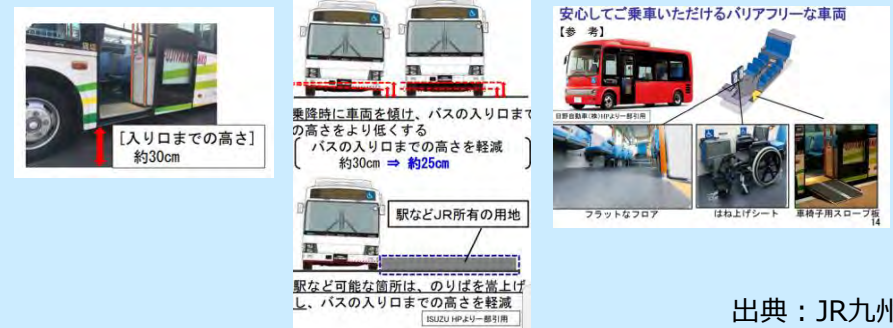 [入り口までの高さ]
約30cm
乗降時に車両を傾け、バスの入り口まで
の高さをより低くする
バスの入り口までの高さを軽減
約30cm ⇒ 約25cm
駅などJR所有の用地
駅など可能な箇所は、のりばを嵩上げ
し、バスの入り口までの高さを軽減
ISUZU HPより一部引用
安心してご乗車いただけるバリアフリーな車両
【参 考】
日野自動車(株)HPより一部引用
フラットなフロア
はね上げシート
車椅子用スロープ板
14
出典:JR九州